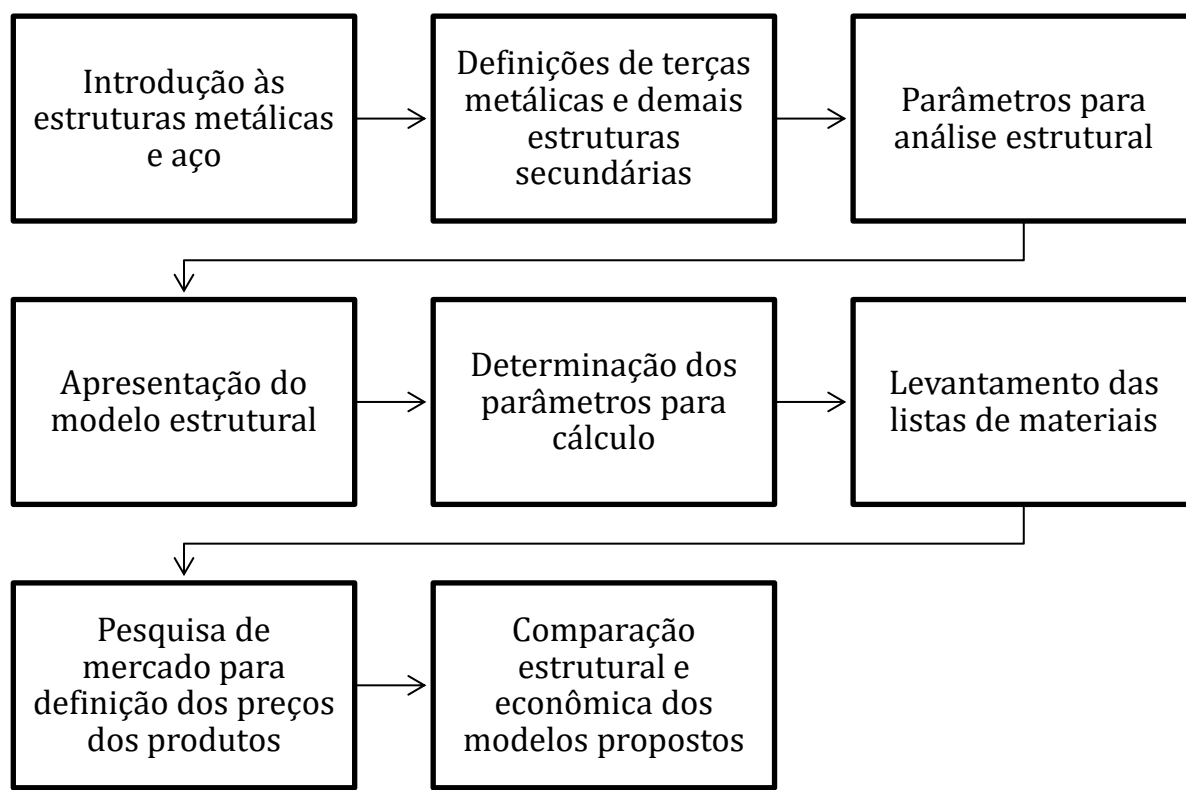 Introdução às
estruturas metálicas
e aço
Definições de terças
metálicas e demais
estruturas
secundárias
Parâmetros para
análise estrutural
Apresentação do
modelo estrutural
Determinação dos
parâmetros para
cálculo
Levantamento das
listas de materiais
Pesquisa de
mercado para
definição dos preços
dos produtos
Comparação
estrutural e
econômica dos
modelos propostos